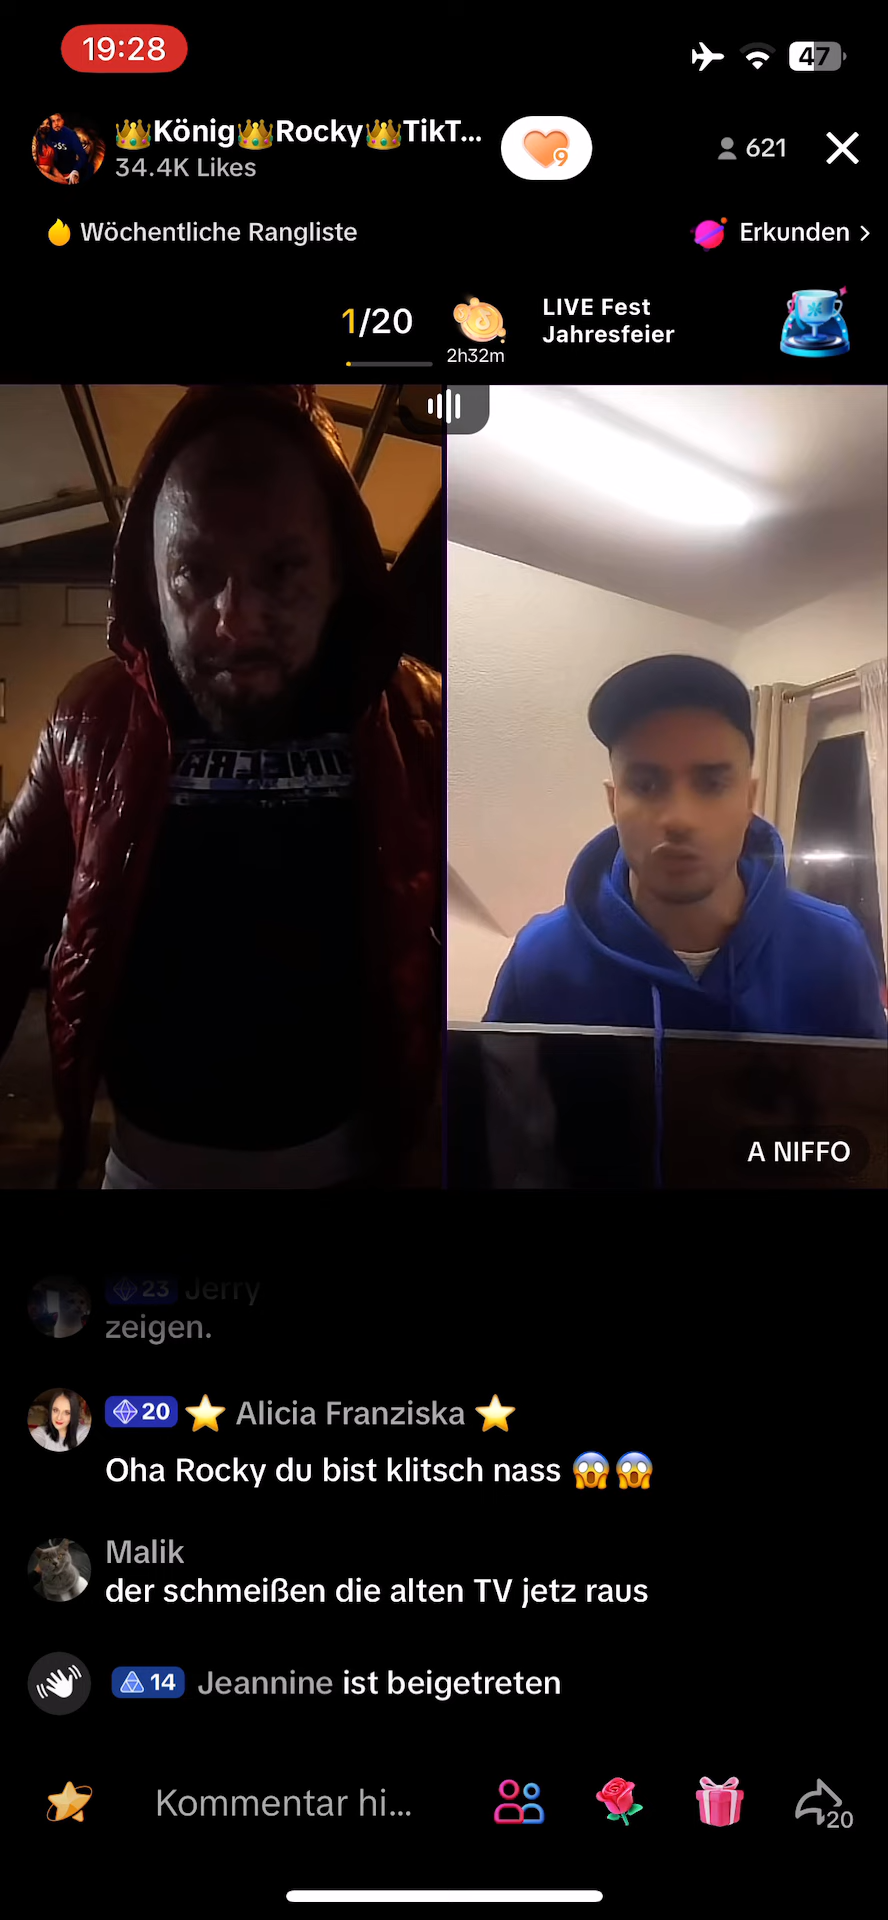 19:28
47
👑König👑Rocky👑TikT...
34.4K Likes
9
621
Wöchentliche Rangliste
Erkunden >
1/20
2h32m
LIVE Fest
Jahresfeier
A NIFFO
23 Jerry
zeigen.
20 ⭐ Alicia Franziska ⭐
Oha Rocky du bist klitsch nass 😱😱
Malik
der schmeißen die alten TV jetz raus
14 Jeannine ist beigetreten
Kommentar hi...
20